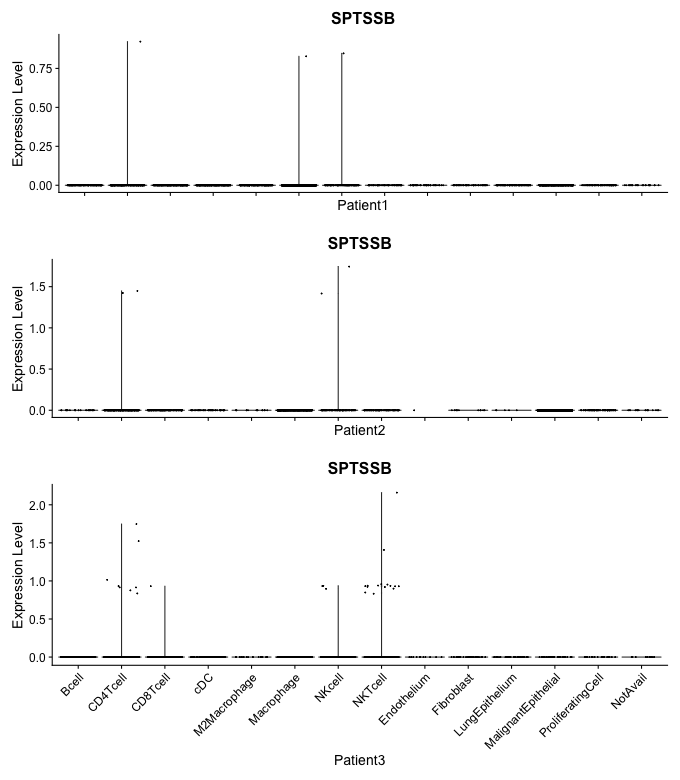 SPTSSB
Expression Level
0.75
0.50
0.25
0.00
Patient1
SPTSSB
Expression Level
1.5
1.0
0.5
0.0
Patient2
SPTSSB
Expression Level
2.0
1.5
1.0
0.5
0.0
Bcell
CD4Tcell
CD8Tcell
cDC
M2Macrophage
Macrophage
NKcell
NKTcell
Endothelium
Fibroblast
LungEpithelium
MalignantEpithelial
ProliferatingCell
NotAvail
Patient3